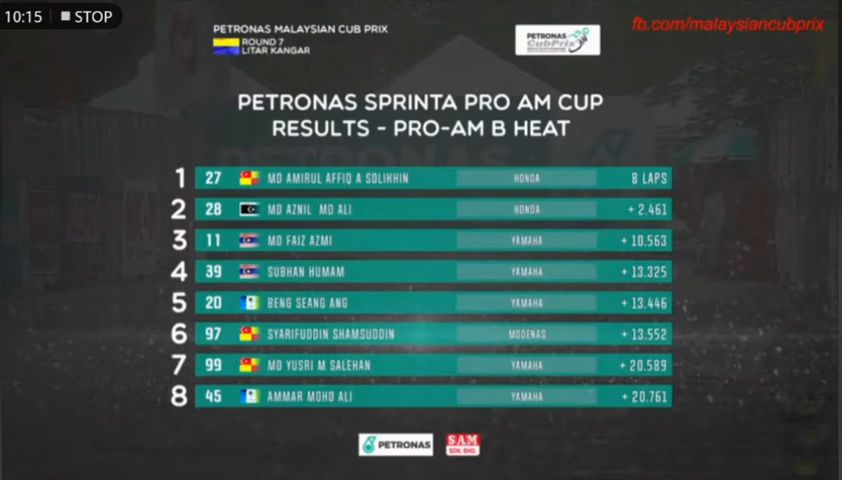 10:15 STOP
PETRONAS MALAYSIAN CUB PRIX
ROUND 7
LITAR KANGAR
PETRONAS
CubPrix
fb.com/malaysiancubprix
PETRONAS SPRINTA PRO AM CUP
RESULTS - PRO-AM B HEAT
1 27 MD AMIRUL AFFIQ A SOLIKHIN HONDA 8 LAPS
2 28 MD AZNIL MD ALI HONDA + 2.461
3 11 MD FAIZ AZMI YAMAHA + 10.563
4 39 SUBHAN HUMAM YAMAHA + 13.325
5 20 BENG SEANG ANG YAMAHA + 13.446
6 97 SYARIFUDDIN SHAMSUDDIN MODENAS + 13.552
7 99 MD YUSRI M SALEHAN YAMAHA + 20.589
8 45 AMMAR MOHD ALI YAMAHA + 20.761
PETRONAS SAM
SDN. BHD.